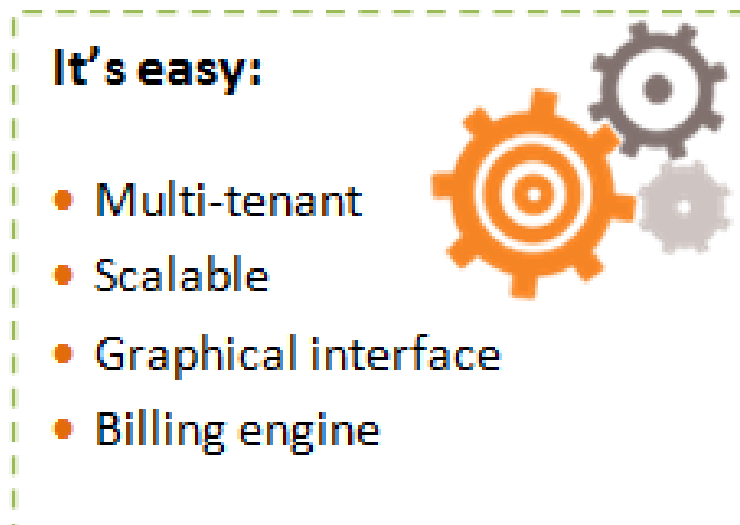 It's easy:
• Multi-tenant
• Scalable
• Graphical interface
• Billing engine